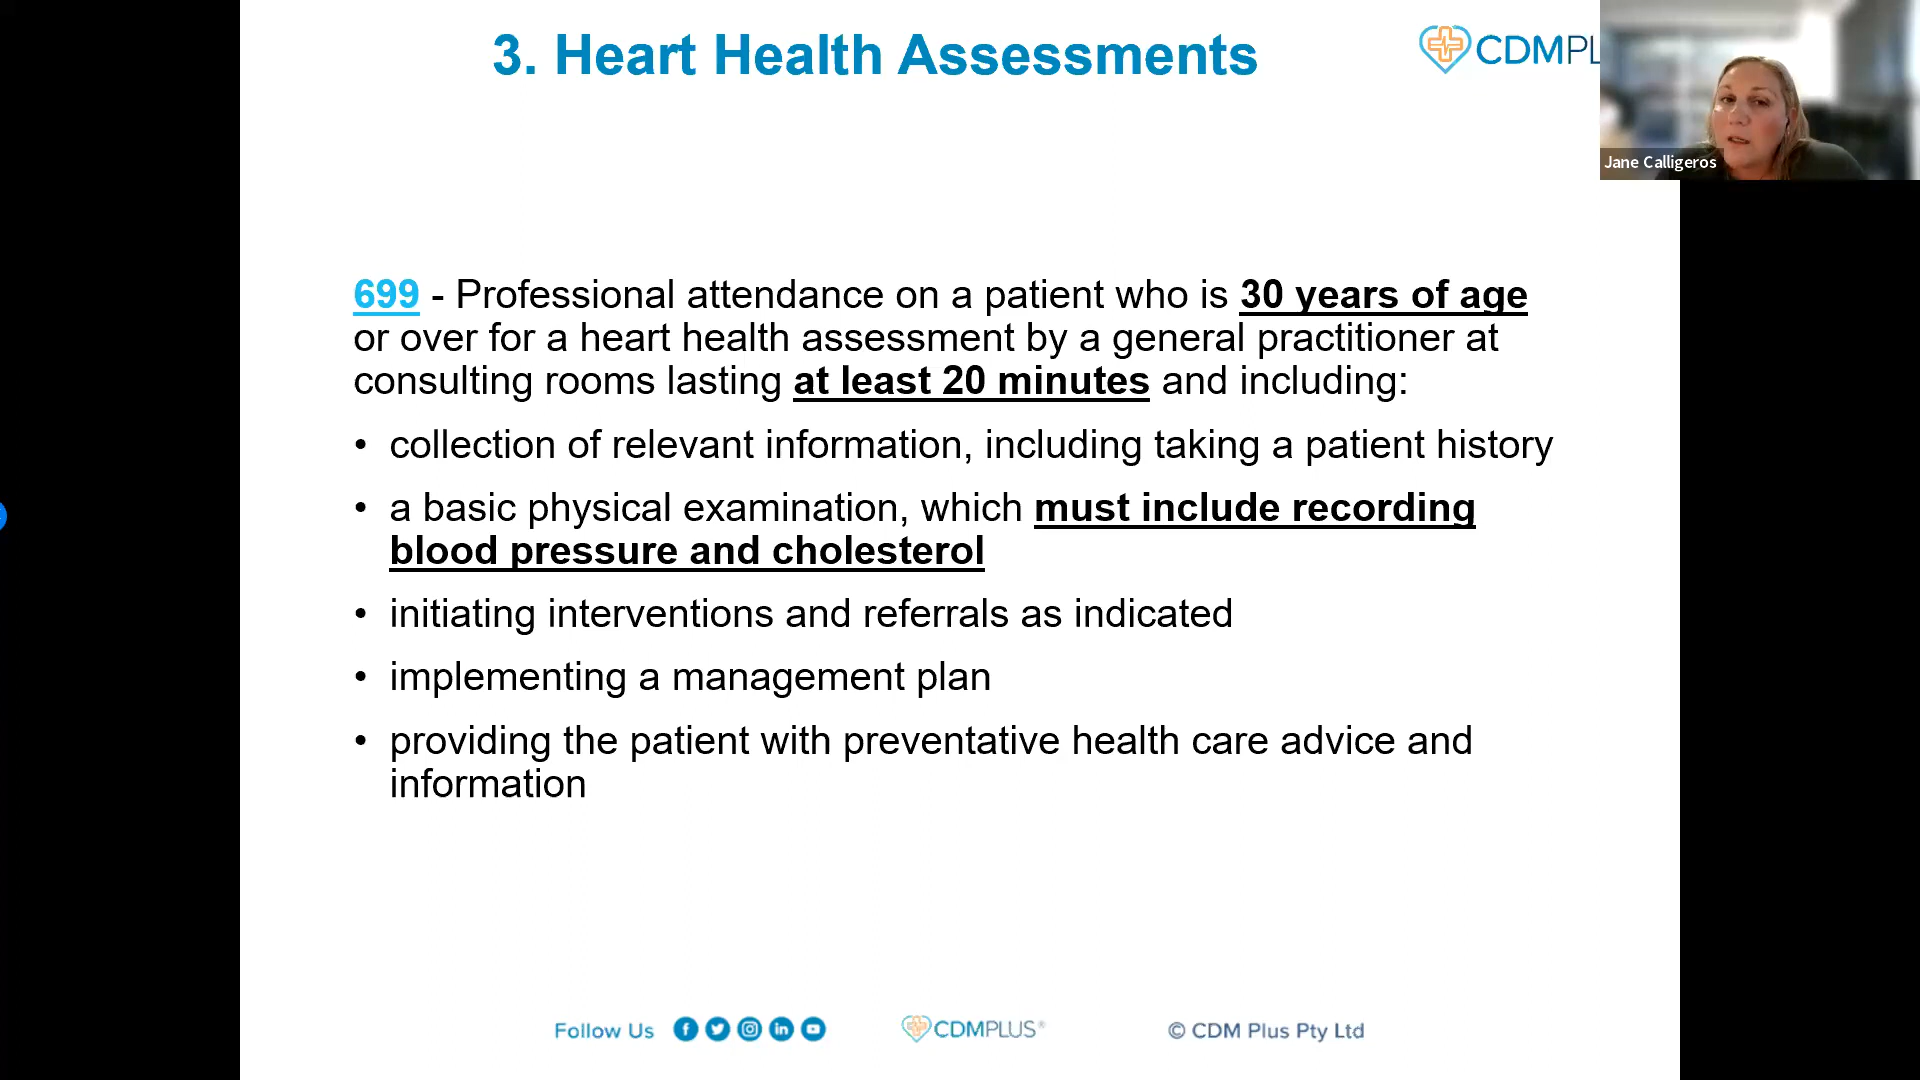 3. Heart Health Assessments
CDMPL
Jane Calligeros
699 - Professional attendance on a patient who is 30 years of age
or over for a heart health assessment by a general practitioner at
consulting rooms lasting at least 20 minutes and including:
• collection of relevant information, including taking a patient history
• a basic physical examination, which must include recording
blood pressure and cholesterol
• initiating interventions and referrals as indicated
• implementing a management plan
• providing the patient with preventative health care advice and
information
Follow Us
CDMPLUS®
© CDM Plus Pty Ltd